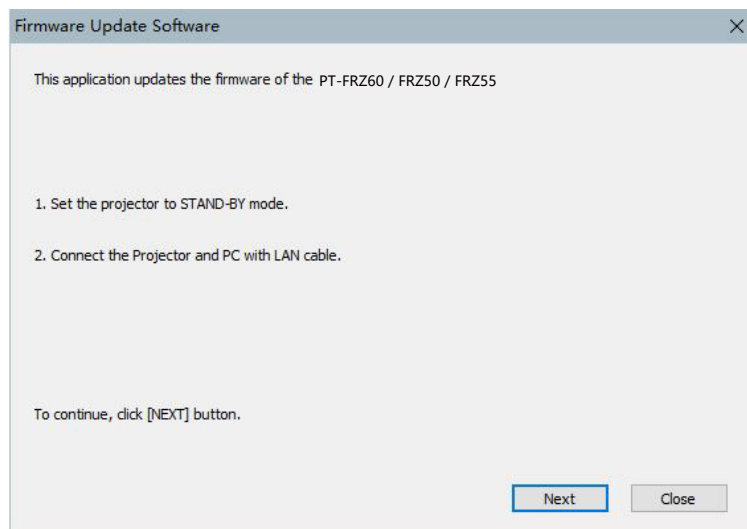 Firmware Update Software
This application updates the firmware of the PT-FRZ60 / FRZ50 / FRZ55
1. Set the projector to STAND-BY mode.
2. Connect the Projector and PC with LAN cable.
To continue, click [NEXT] button.
Next
Close